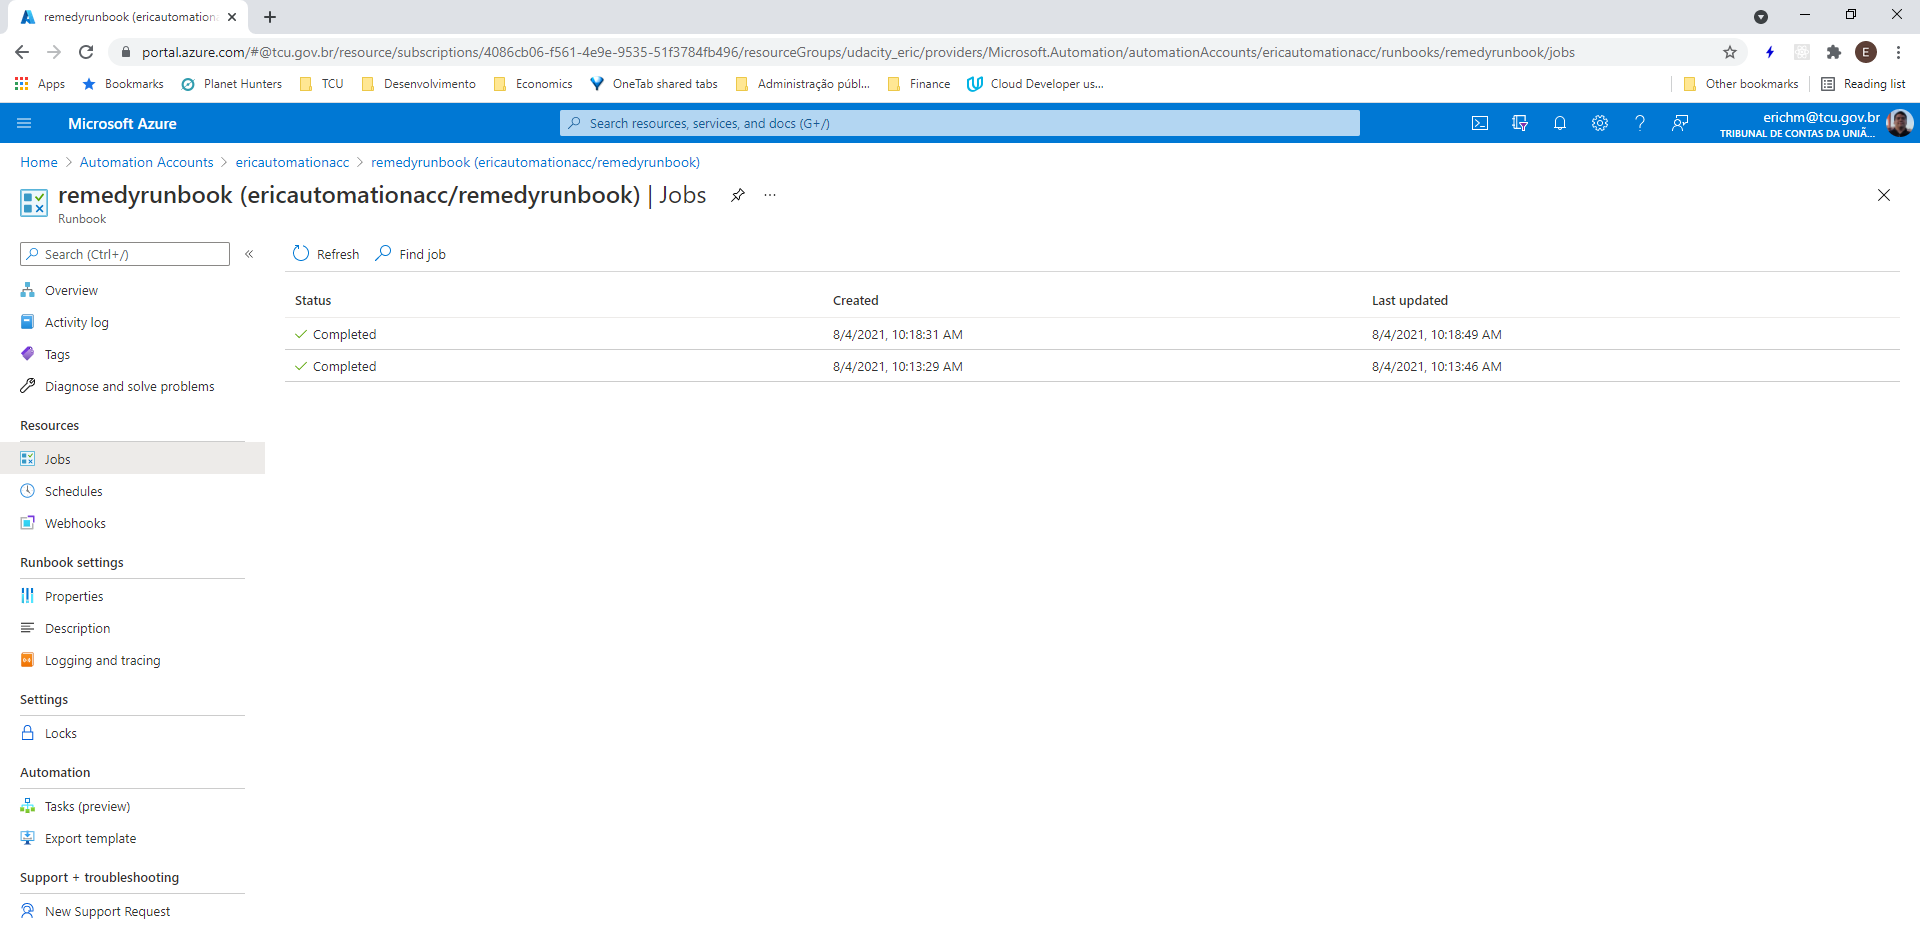 remedyrunbook (ericautomationa
portal.azure.com/#@tcu.gov.br/resource/subscriptions/4086cb06-f561-4e9e-9535-51f3784fb496/resourceGroups/udacity_eric/providers/Microsoft.Automation/automationAccounts/ericautomationacc/runbooks/remedyrunbook/jobs
E
Apps Bookmarks Planet Hunters TCU Desenvolvimento Economics OneTab shared tabs Administração públ... Finance Cloud Developer us... Other bookmarks Reading list
Microsoft Azure
Search resources, services, and docs (G+/)
erichm@tcu.gov.br
TRIBUNAL DE CONTAS DA UNIÃ...
Home > Automation Accounts > ericautomationacc > remedyrunbook (ericautomationacc/remedyrunbook)
remedyrunbook (ericautomationacc/remedyrunbook) | Jobs
Runbook
Search (Ctrl+/)
Refresh Find job
Overview
Activity log
Tags
Diagnose and solve problems
Resources
Jobs
Schedules
Webhooks
Runbook settings
Properties
Description
Logging and tracing
Settings
Locks
Automation
Tasks (preview)
Export template
Support + troubleshooting
New Support Request
Status Created Last updated
Completed 8/4/2021, 10:18:31 AM 8/4/2021, 10:18:49 AM
Completed 8/4/2021, 10:13:29 AM 8/4/2021, 10:13:46 AM